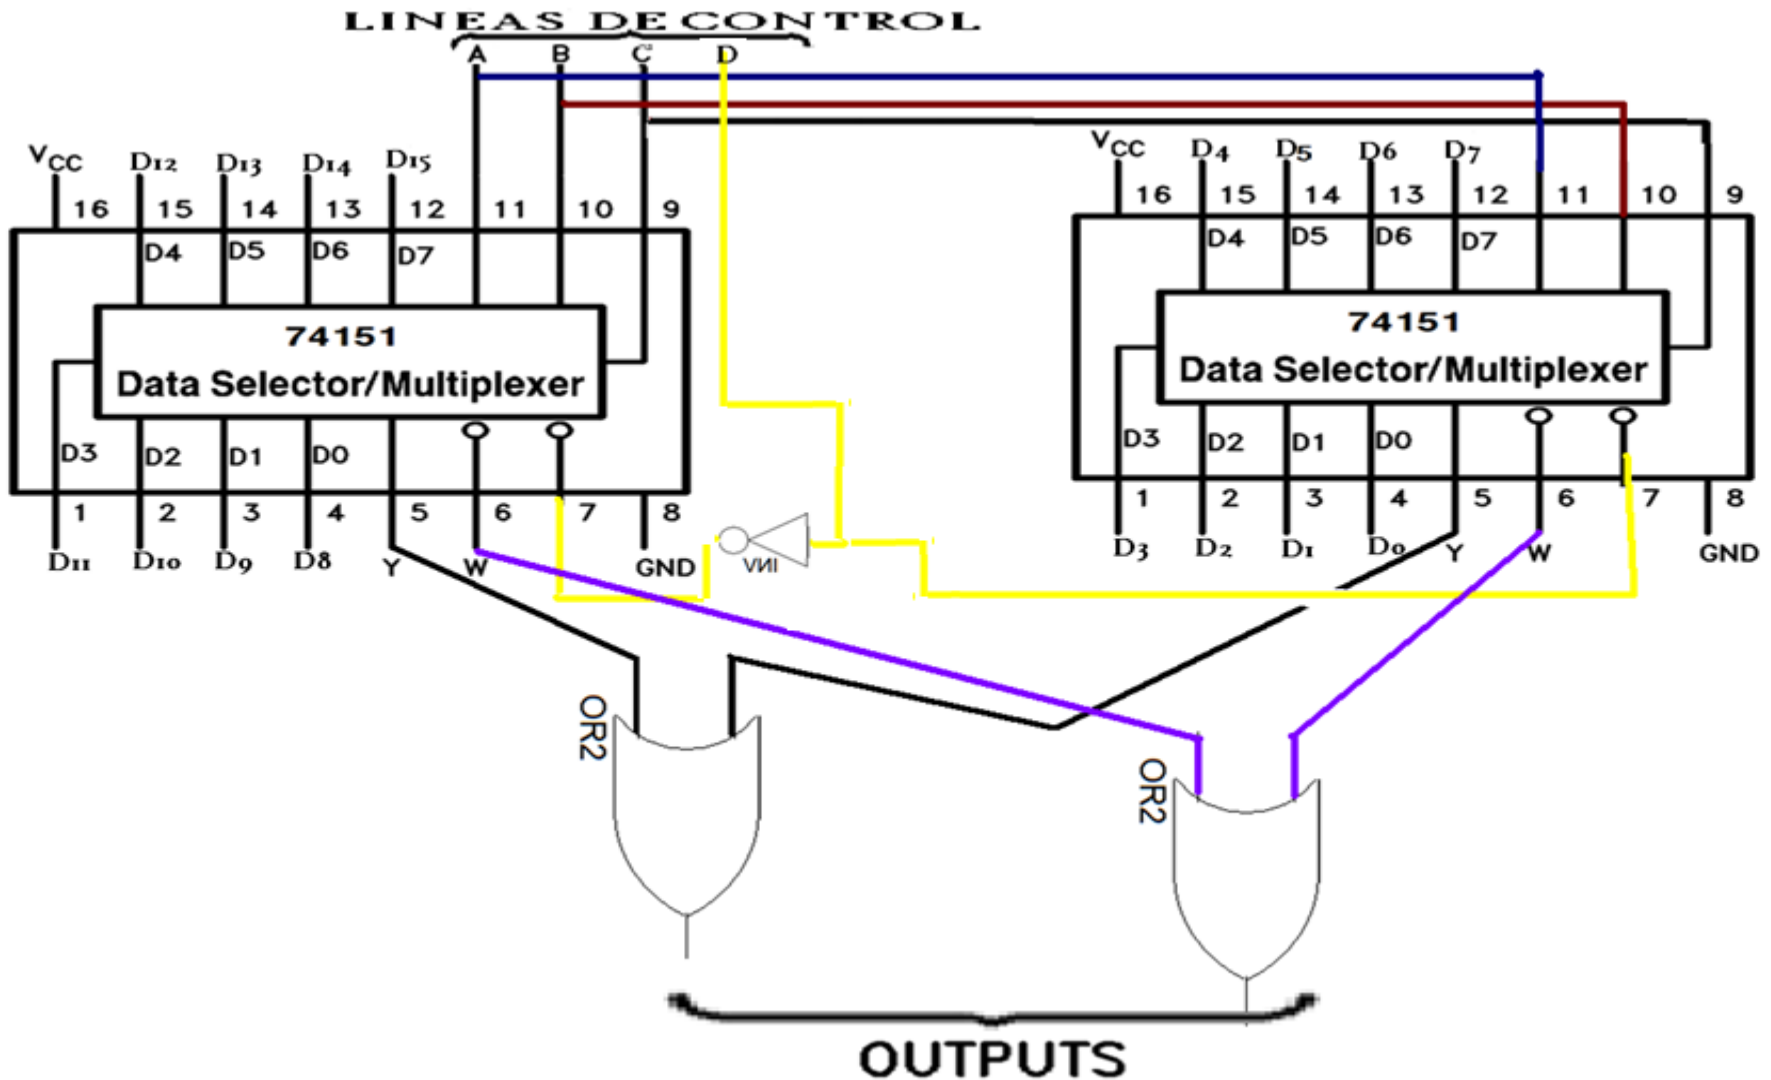 LINEAS DE CONTROL
A B C D
VCC D12 D13 D14 D15
16 15 14 13 12 11 10 9
D4 D5 D6 D7
74151
Data Selector/Multiplexer
D3 D2 D1 D0
1 2 3 4 5 6 7 8
D11 D10 D9 D8 Y W GND
VCC D4 D5 D6 D7
16 15 14 13 12 11 10 9
D4 D5 D6 D7
74151
Data Selector/Multiplexer
D3 D2 D1 D0
1 2 3 4 5 6 7 8
D3 D2 D1 D0 Y W GND
INV
OR2
OR2
OUTPUTS